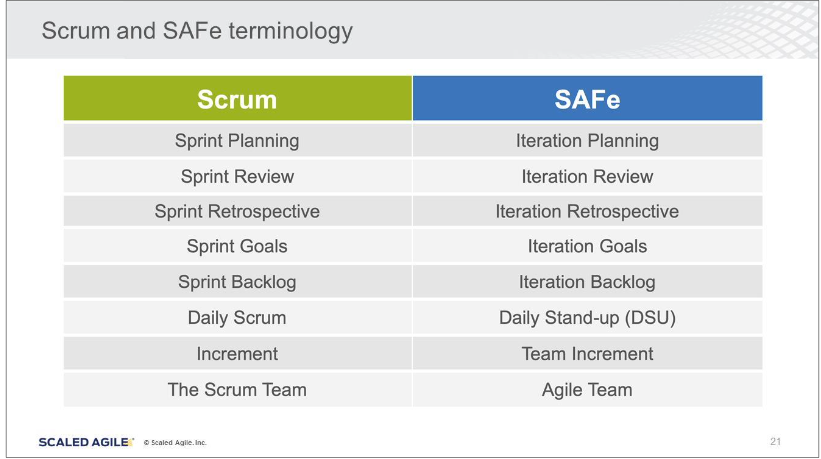 Scrum and SAFe terminology
Scrum SAFe
Sprint Planning Iteration Planning
Sprint Review Iteration Review
Sprint Retrospective Iteration Retrospective
Sprint Goals Iteration Goals
Sprint Backlog Iteration Backlog
Daily Scrum Daily Stand-up (DSU)
Increment Team Increment
The Scrum Team Agile Team
SCALED AGILE © Scaled Agile. Inc. 21